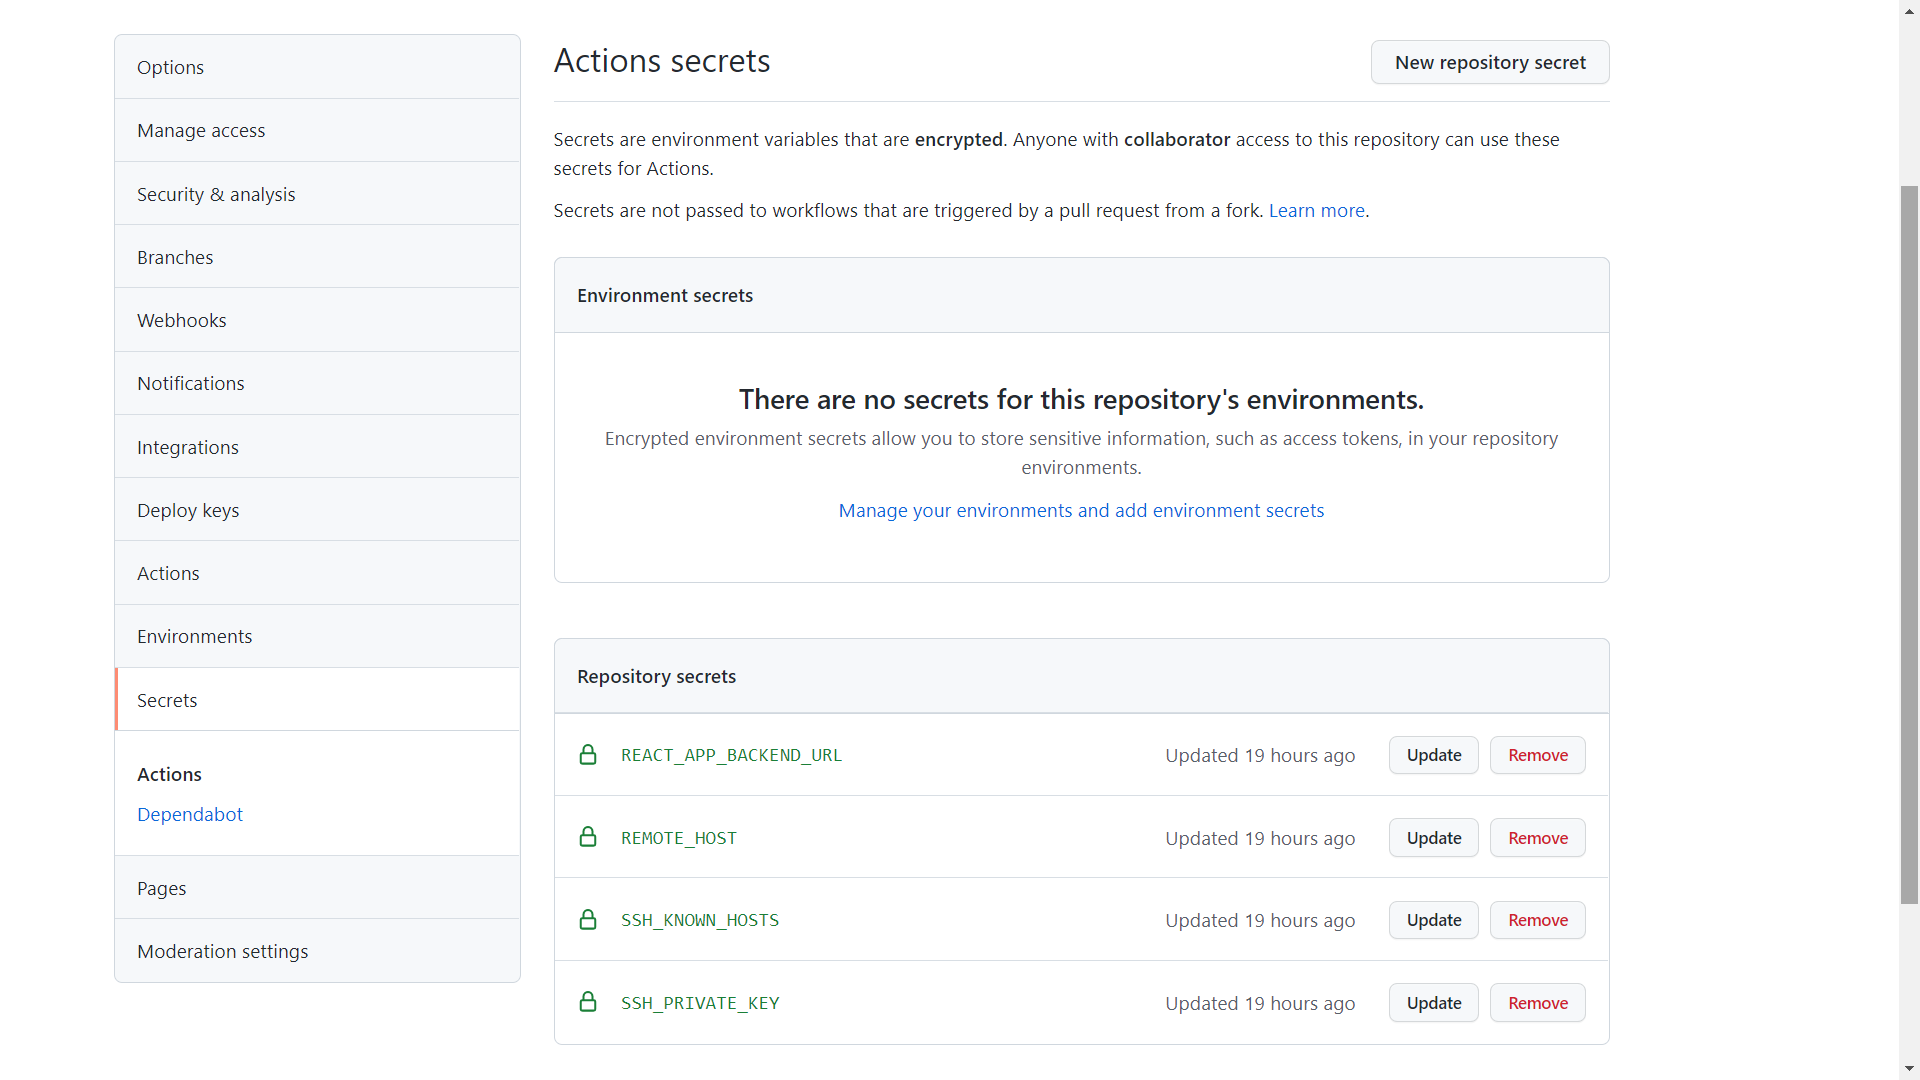 Options
Manage access
Security & analysis
Branches
Webhooks
Notifications
Integrations
Deploy keys
Actions
Environments
Secrets
Actions
Dependabot
Pages
Moderation settings
Actions secrets
New repository secret
Secrets are environment variables that are encrypted. Anyone with collaborator access to this repository can use these
secrets for Actions.
Secrets are not passed to workflows that are triggered by a pull request from a fork. Learn more.
Environment secrets
There are no secrets for this repository's environments.
Encrypted environment secrets allow you to store sensitive information, such as access tokens, in your repository
environments.
Manage your environments and add environment secrets
Repository secrets
REACT_APP_BACKEND_URL Updated 19 hours ago Update Remove
REMOTE_HOST Updated 19 hours ago Update Remove
SSH_KNOWN_HOSTS Updated 19 hours ago Update Remove
SSH_PRIVATE_KEY Updated 19 hours ago Update Remove